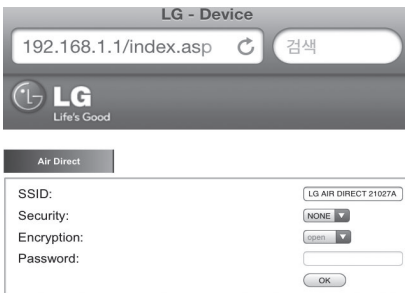 LG - Device
192.168.1.1/index.asp
검색
LG
Life's Good
Air Direct
SSID: LG AIR DIRECT 21027A
Security: NONE
Encryption: open
Password:
OK